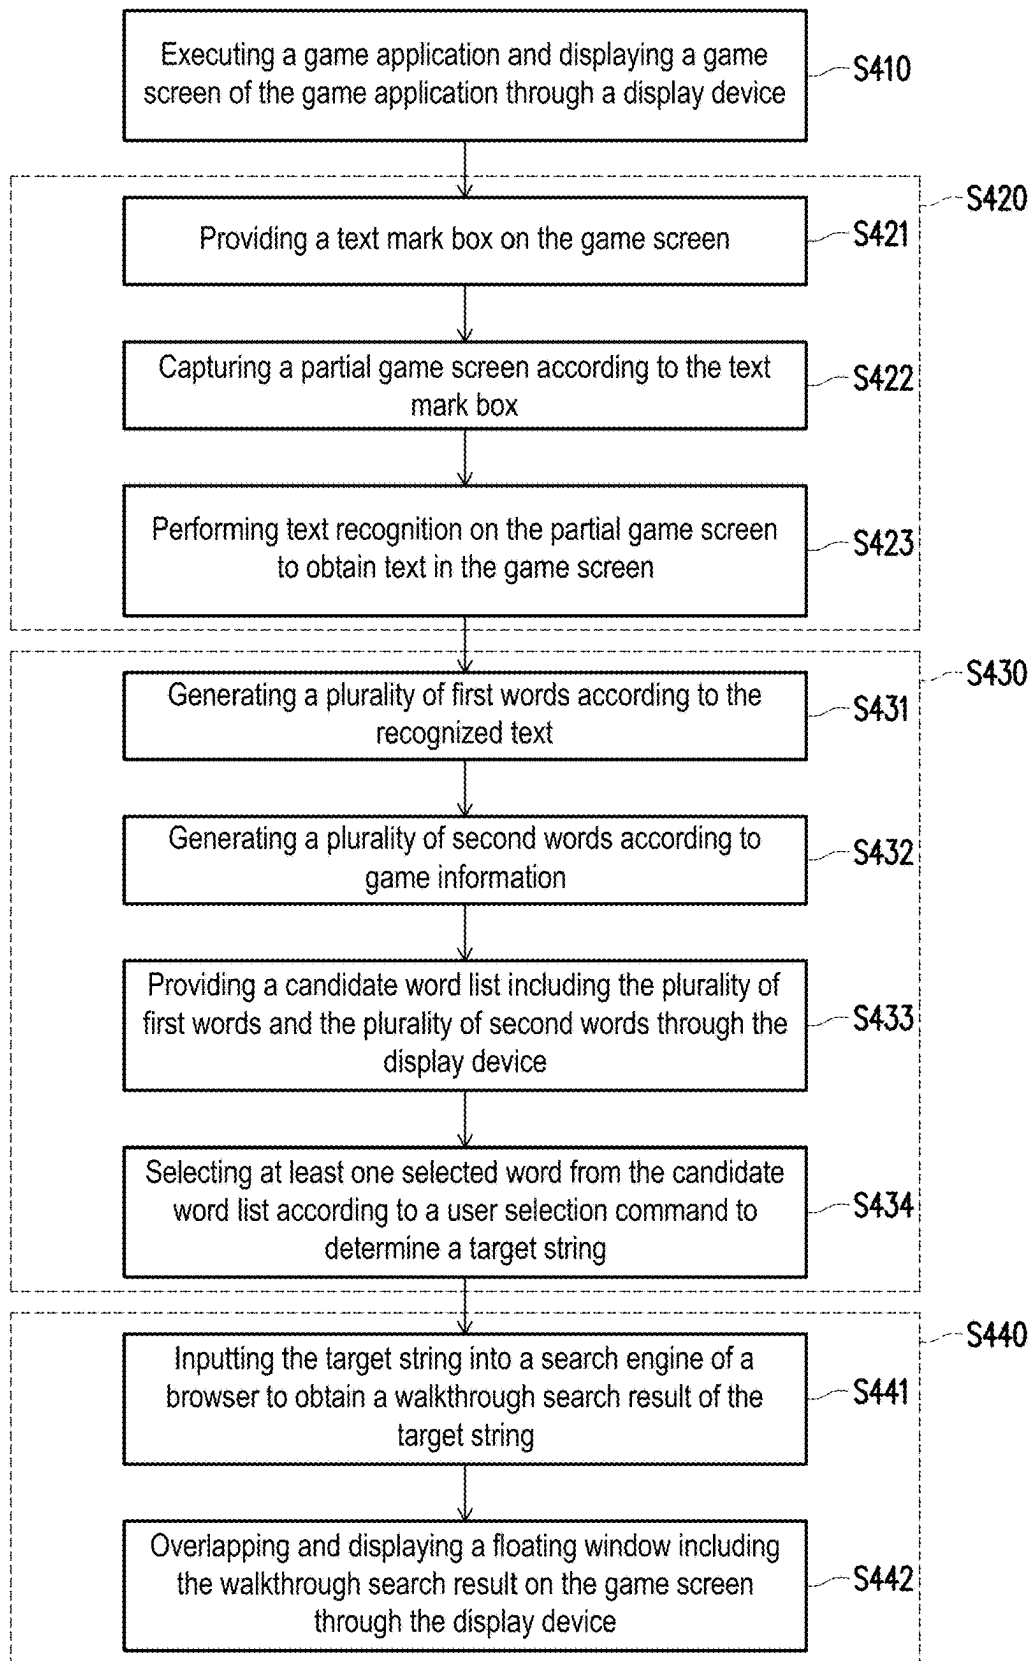 Executing a game application and displaying a game
screen of the game application through a display device
S410
S420
Providing a text mark box on the game screen
S421
Capturing a partial game screen according to the text
mark box
S422
Performing text recognition on the partial game screen
to obtain text in the game screen
S423
S430
Generating a plurality of first words according to the
recognized text
S431
Generating a plurality of second words according to
game information
S432
Providing a candidate word list including the plurality of
first words and the plurality of second words through the
display device
S433
Selecting at least one selected word from the candidate
word list according to a user selection command to
determine a target string
S434
S440
Inputting the target string into a search engine of a
browser to obtain a walkthrough search result of the
target string
S441
Overlapping and displaying a floating window including
the walkthrough search result on the game screen
through the display device
S442